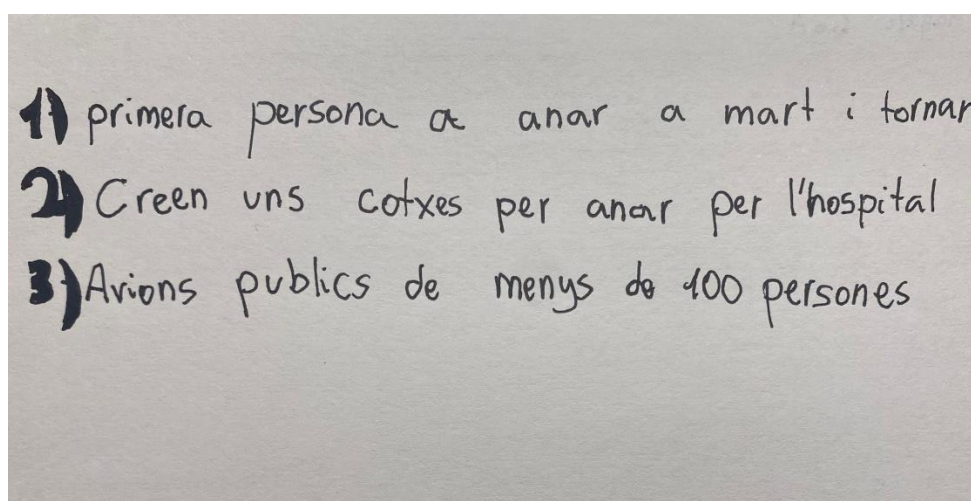 1) primera persona a anar a mart i tornar
2) Creen uns cotxes per anar per l'hospital
3) Avions publics de menys de 100 persones